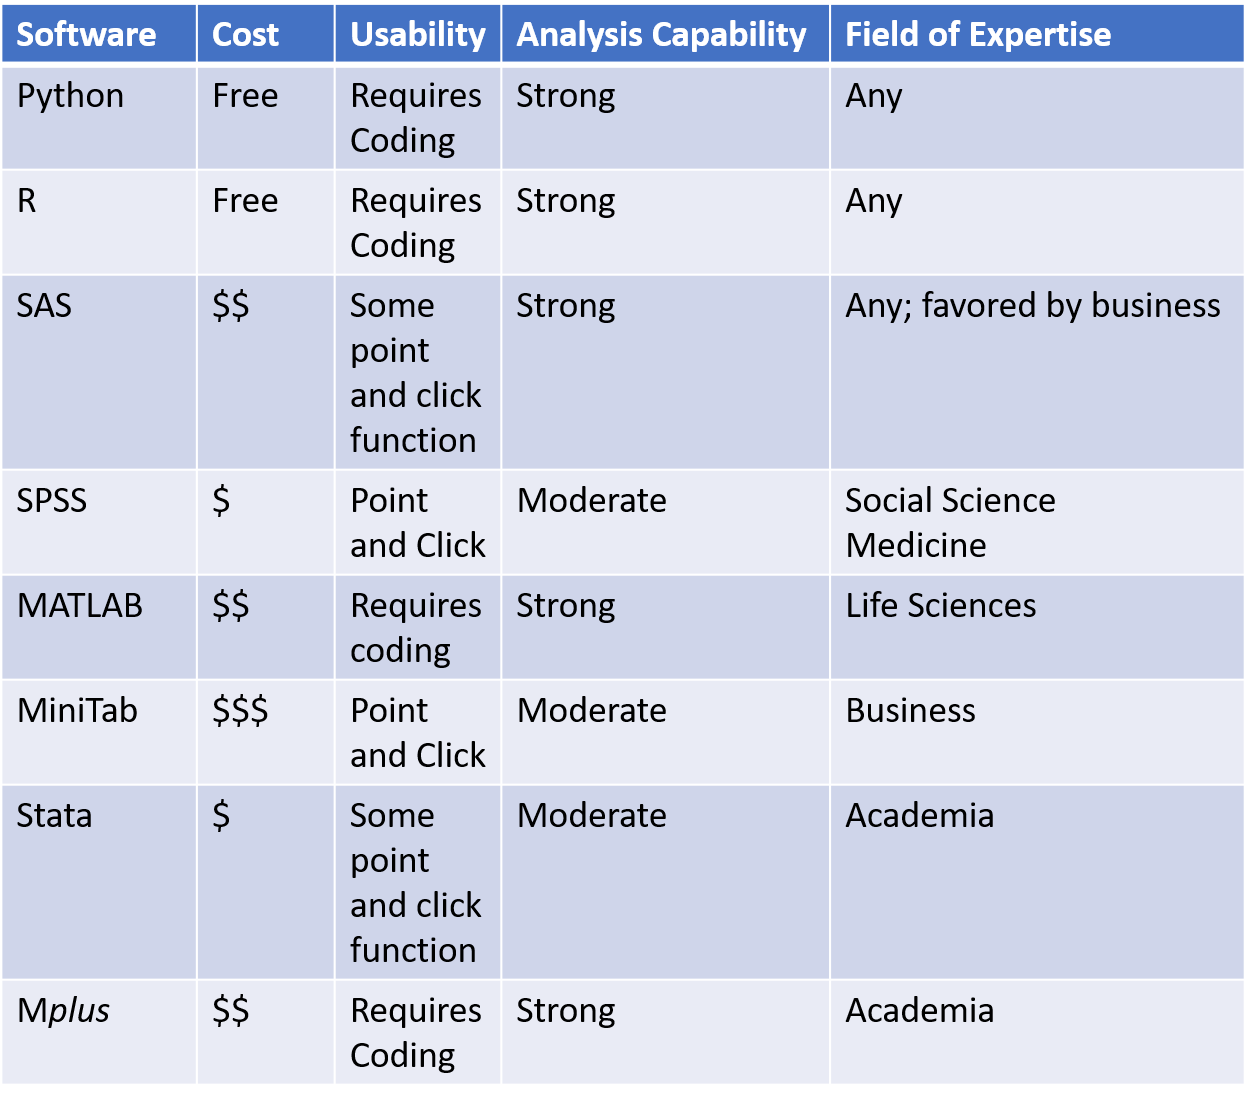 Software Cost Usability Analysis Capability Field of Expertise
Python Free Requires Strong Any
Coding
R Free Requires Strong Any
Coding
SAS $$ Some Strong Any; favored by business
point
and click
function
SPSS $ Point Moderate Social Science
and Click Medicine
MATLAB $$ Requires Strong Life Sciences
coding
MiniTab $$$ Point Moderate Business
and Click
Stata $ Some Moderate Academia
point
and click
function
Mplus $$ Requires Strong Academia
Coding